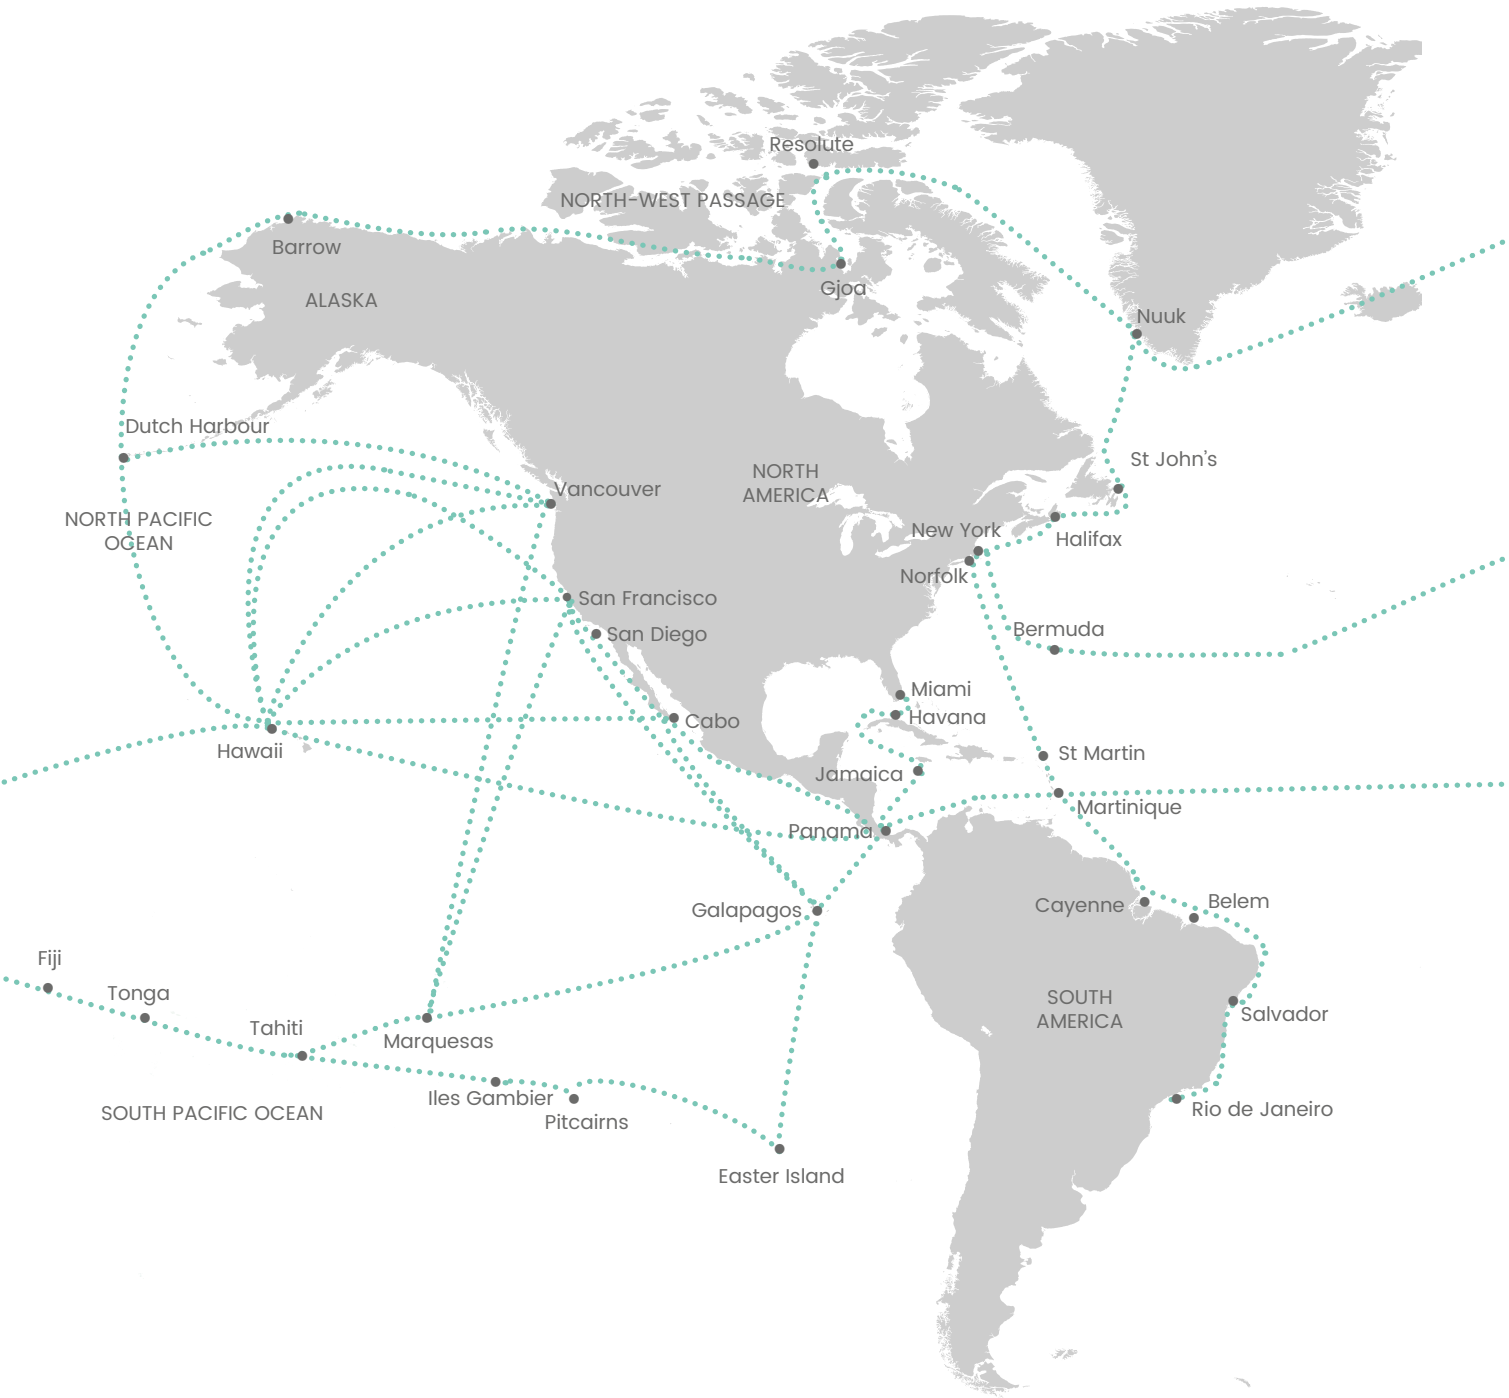 Resolute
NORTH-WEST PASSAGE
Barrow
Gjoa
ALASKA
Nuuk
Dutch Harbour
St John's
NORTH
AMERICA
Vancouver
NORTH PACIFIC
OCEAN
New York
Halifax
Norfolk
San Francisco
Bermuda
San Diego
Miami
Havana
Cabo
Hawaii
St Martin
Jamaica
Martinique
Panama
Cayenne
Belem
Galapagos
Fiji
Tonga
SOUTH
AMERICA
Salvador
Tahiti
Marquesas
Iles Gambier
SOUTH PACIFIC OCEAN
Pitcairns
Rio de Janeiro
Easter Island